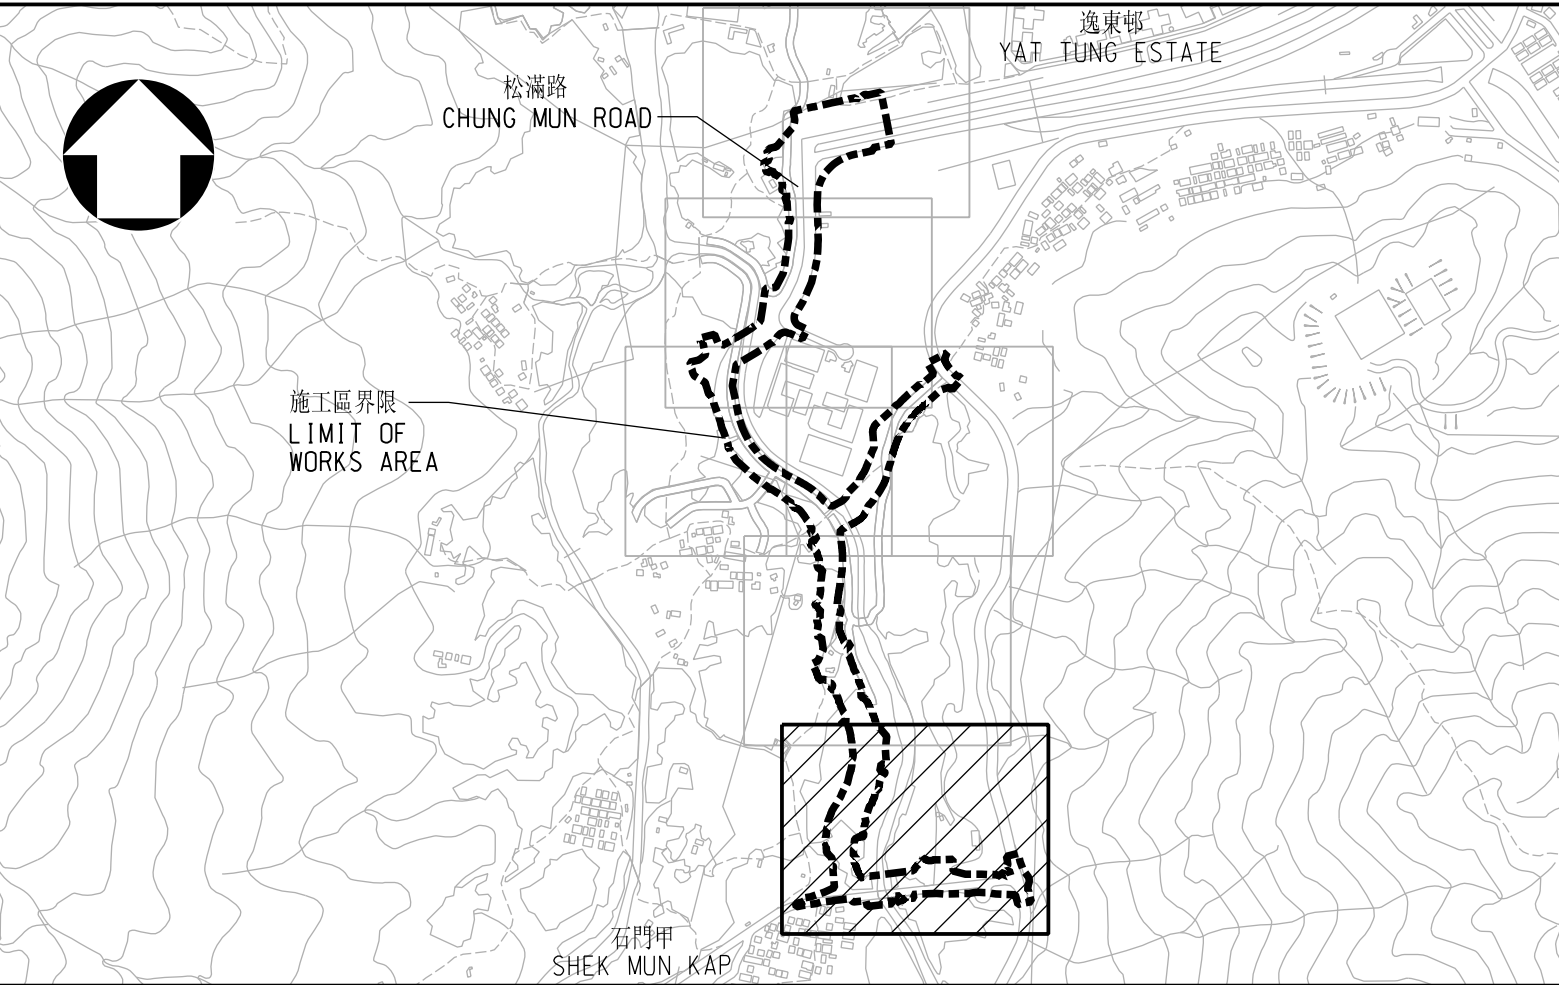 逸東邨
YAT TUNG ESTATE
松滿路
CHUNG MUN ROAD
施工區界限
LIMIT OF
WORKS AREA
石門甲
SHEK MUN KAP